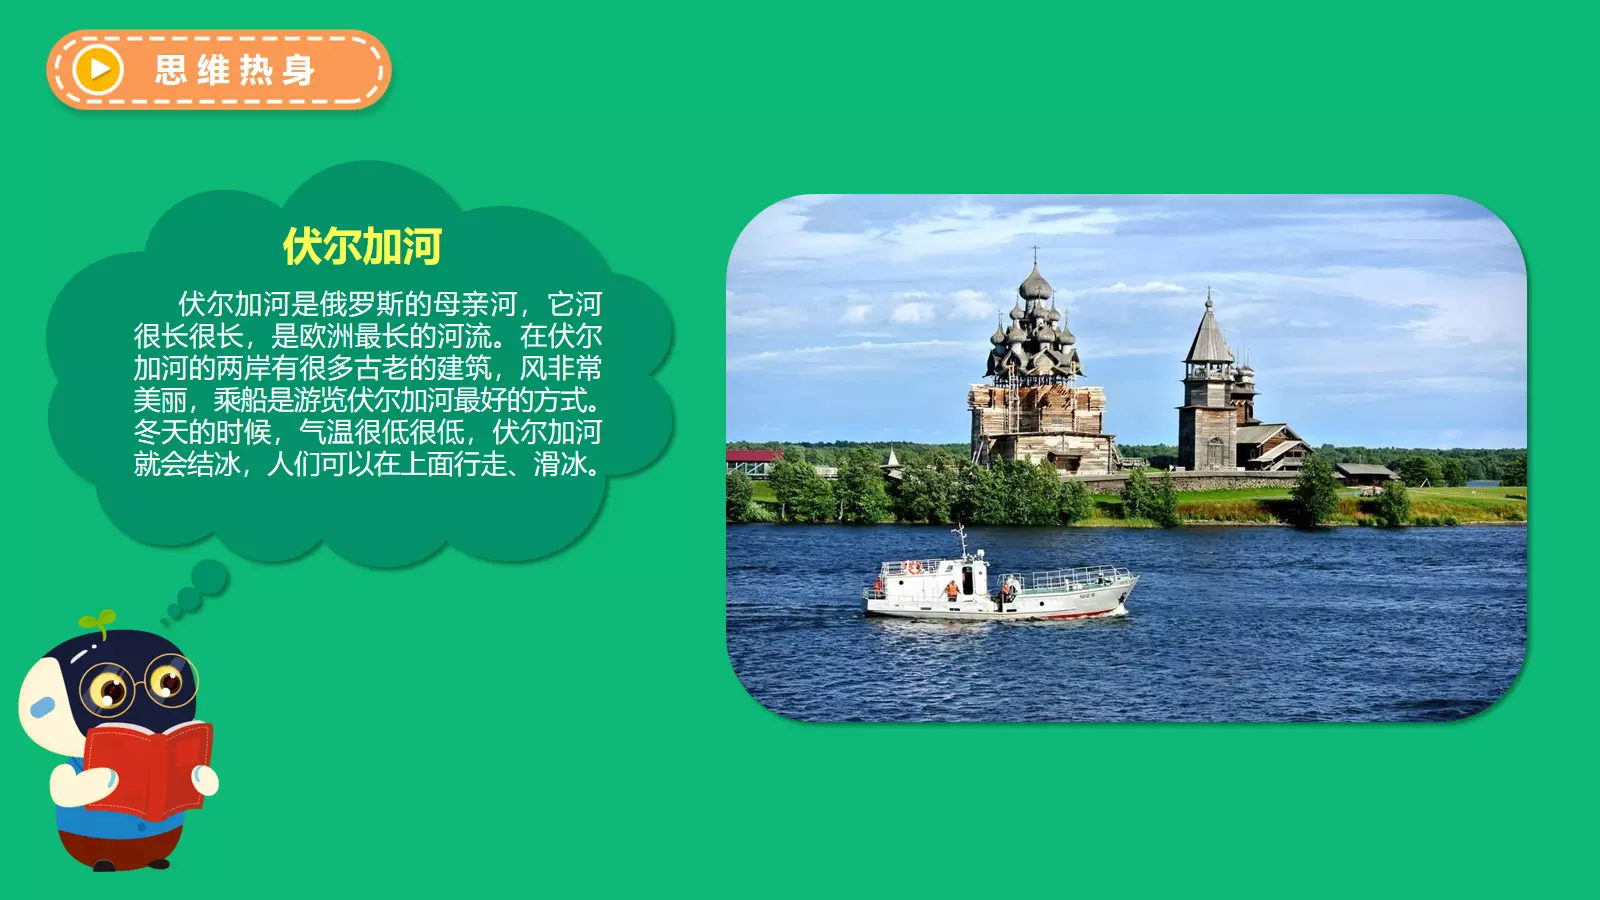 思维热身
伏尔加河
伏尔加河是俄罗斯的母亲河，它河
很长很长，是欧洲最长的河流。在伏尔
加河的两岸有很多古老的建筑，风非常
美丽，乘船是游览伏尔加河最好的方式。
冬天的时候，气温很低很低，伏尔加河
就会结冰，人们可以在上面行走、滑冰。